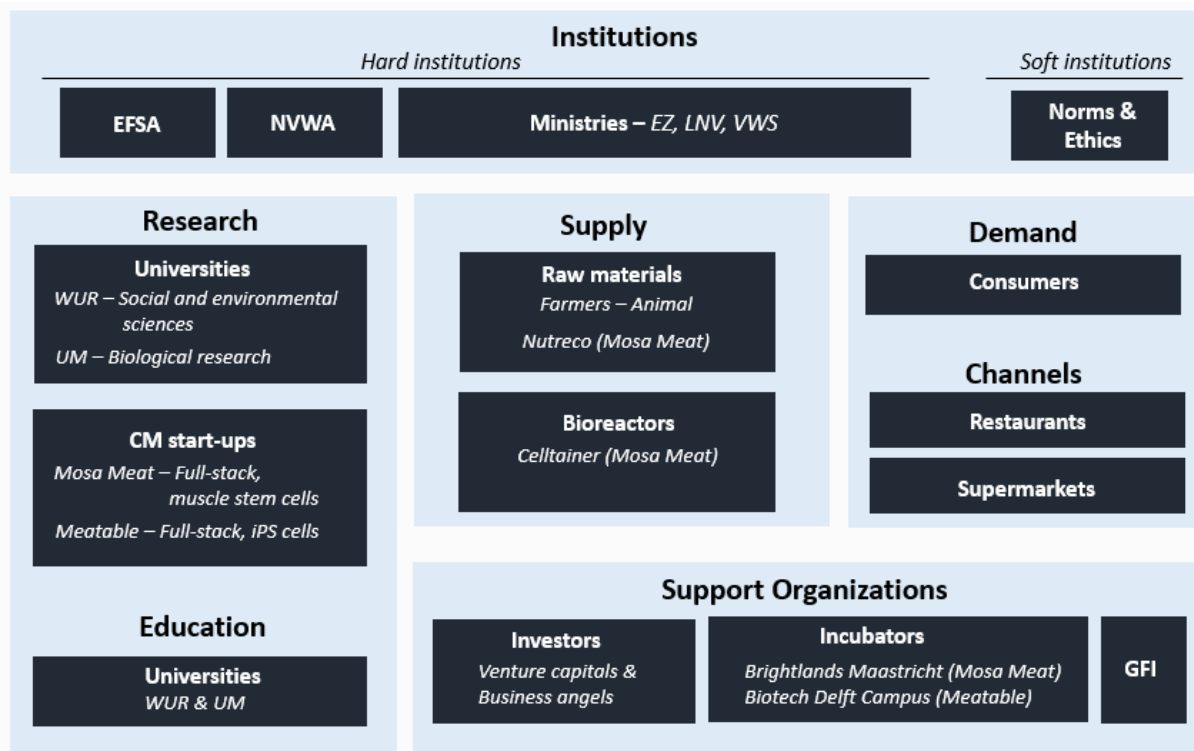 Institutions
Hard institutions
Soft institutions
EFSA
NVWA
Ministries – EZ, LNV, VWS
Norms &
Ethics
Research
Universities
WUR – Social and environmental
sciences
UM – Biological research
CM start-ups
Mosa Meat – Full-stack,
muscle stem cells
Meatable – Full-stack, iPS cells
Education
Universities
WUR & UM
Supply
Raw materials
Farmers – Animal
Nutreco (Mosa Meat)
Bioreactors
Celltainer (Mosa Meat)
Demand
Consumers
Channels
Restaurants
Supermarkets
Support Organizations
Investors
Venture capitals &
Business angels
Incubators
Brightlands Maastricht (Mosa Meat)
Biotech Delft Campus (Meatable)
GFI